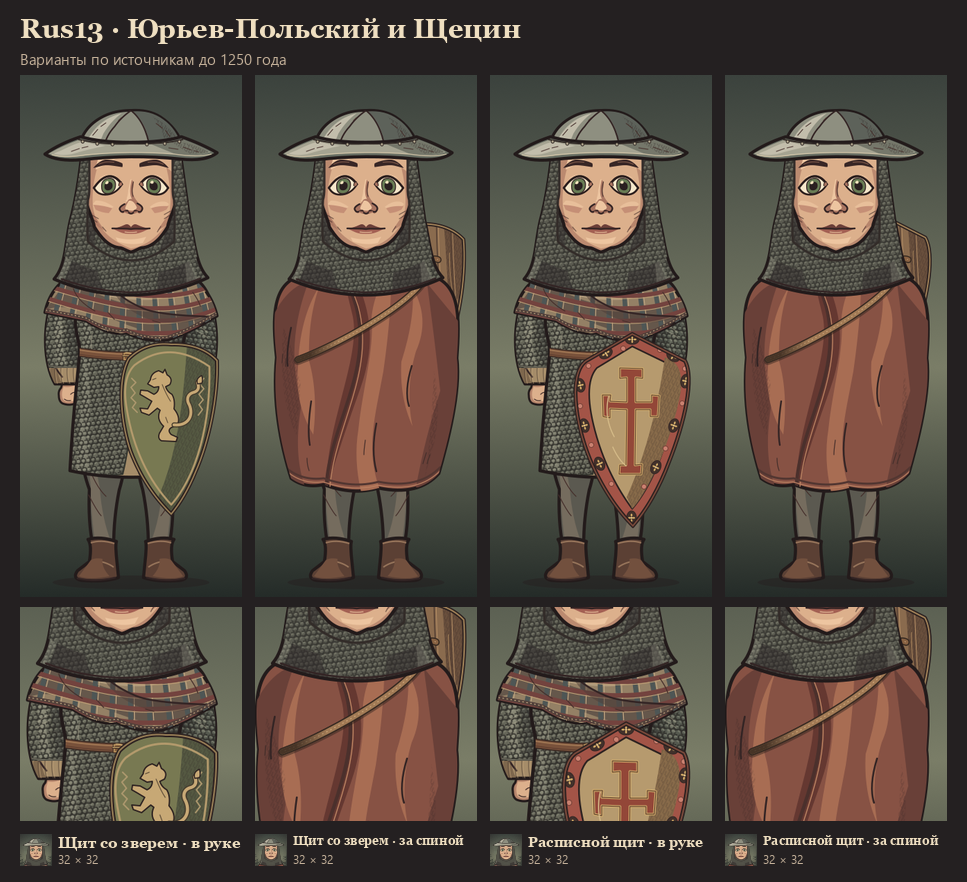 Rus13 · Юрьев-Польский и Щецин
Варианты по источникам до 1250 года
Щит со зверем · в руке
32 × 32
Щит со зверем · за спиной
32 × 32
Расписной щит · в руке
32 × 32
Расписной щит · за спиной
32 × 32